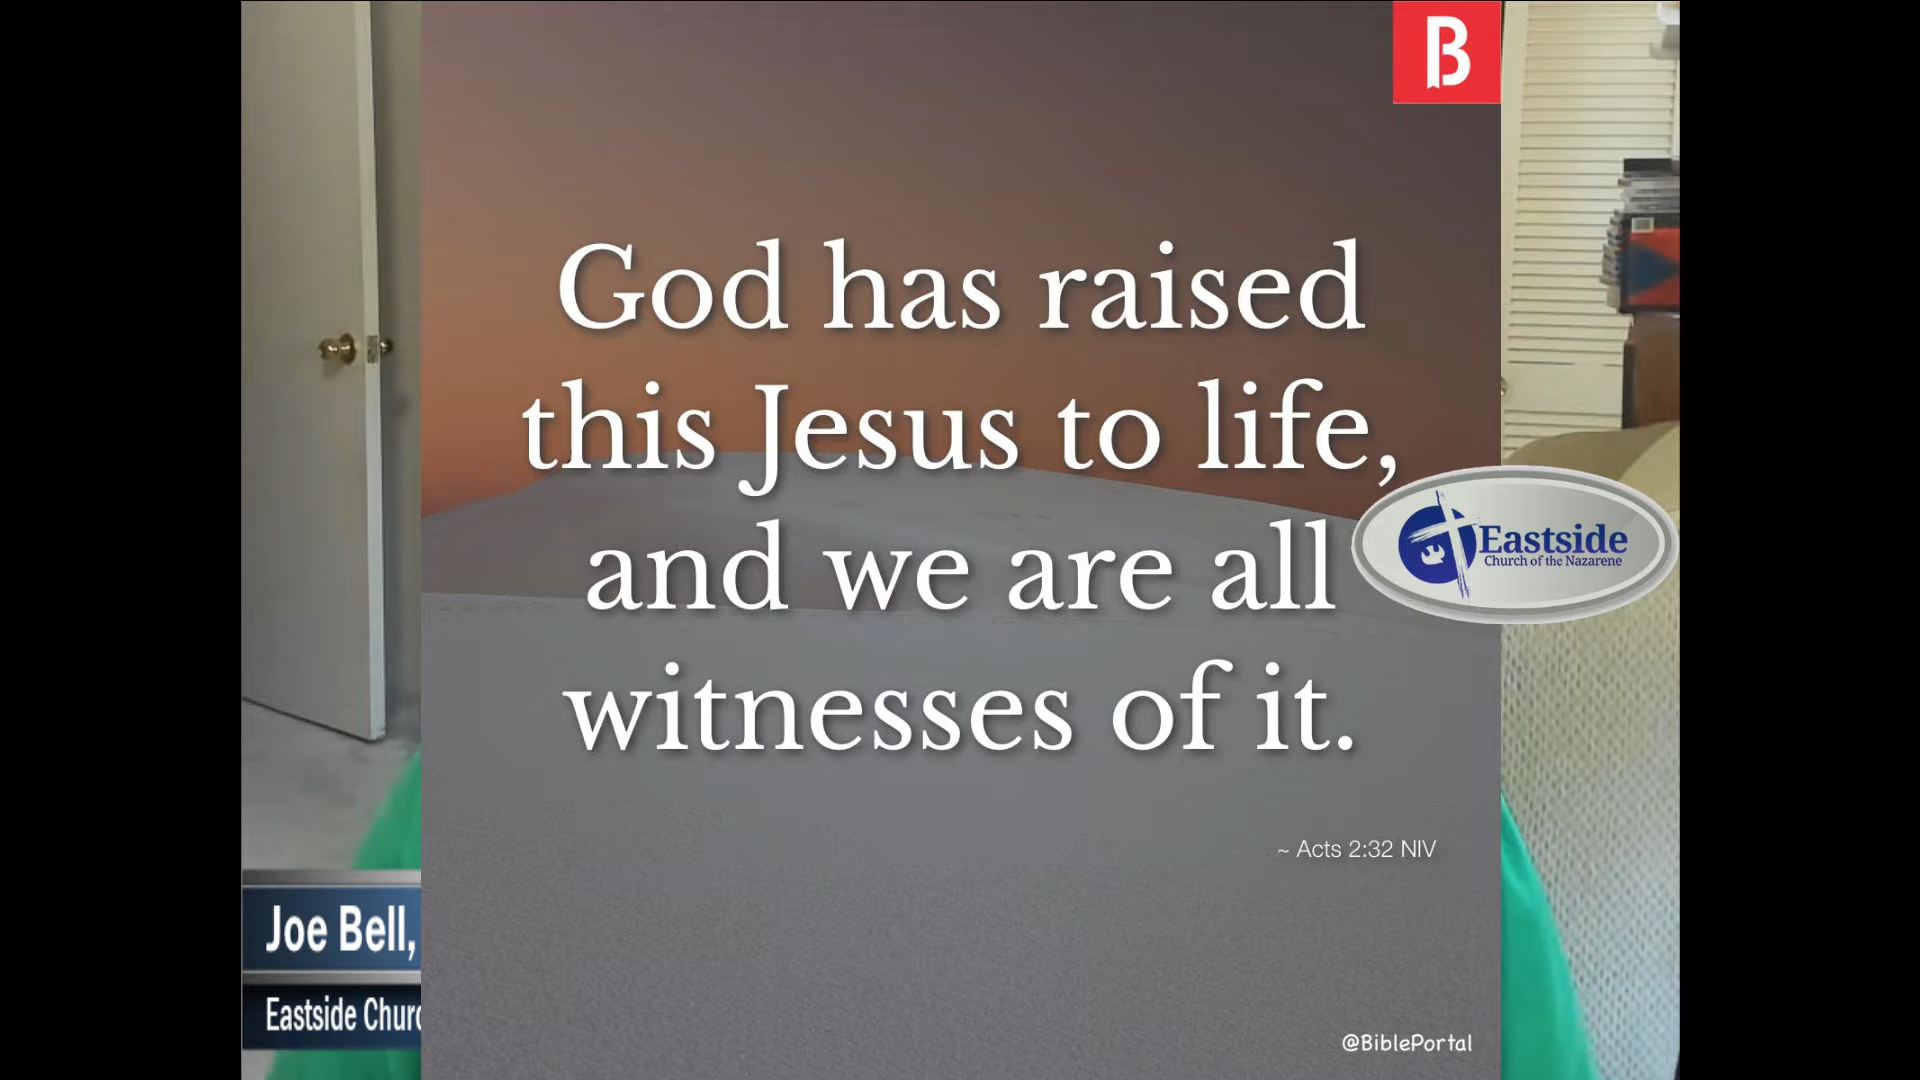 B
God has raised
this Jesus to life,
and we are all
witnesses of it.
Eastside
Church of the Nazarene
~ Acts 2:32 NIV
Joe Bell,
Eastside
@BiblePortal